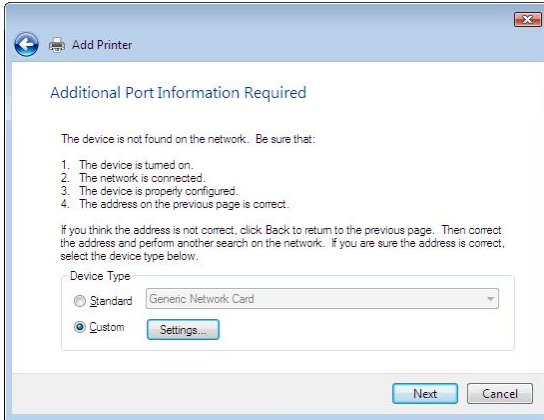 Add Printer
Additional Port Information Required
The device is not found on the network. Be sure that:
1. The device is turned on.
2. The network is connected.
3. The device is properly configured.
4. The address on the previous page is correct.
If you think the address is not correct, click Back to return to the previous page. Then correct
the address and perform another search on the network. If you are sure the address is correct,
select the device type below.
Device Type
Standard Generic Network Card
Custom Settings...
Next Cancel